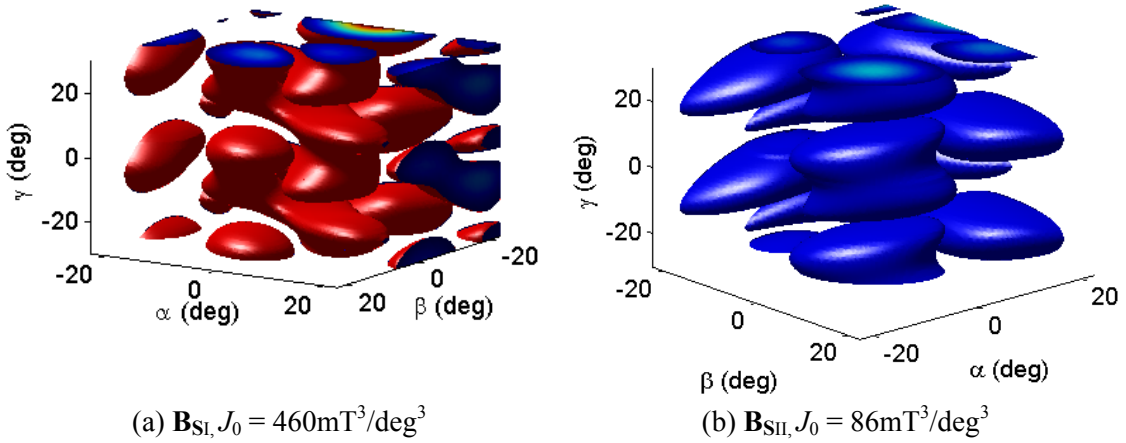 20
0
-20
γ (deg)
-20
0
20
α (deg)
20
0
-20
β (deg)
(a) B_SI, J_0 = 460mT^3/deg^3
20
0
-20
γ (deg)
-20
0
20
β (deg)
-20
0
20
α (deg)
(b) B_SII, J_0 = 86mT^3/deg^3